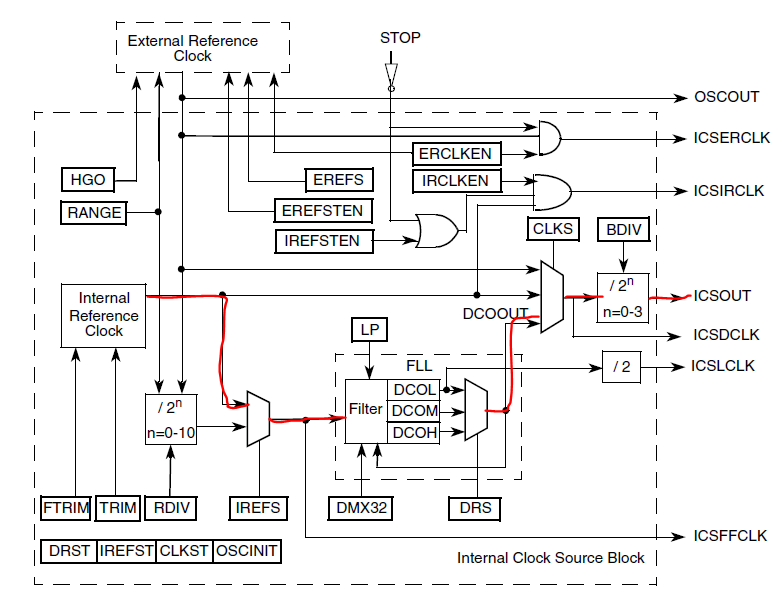 External Reference
Clock
STOP
OSCOUT
ERCLKEN
ICSERCLK
HGO
EREFS
IRCLKEN
ICSIRCLK
RANGE
EREFSTEN
IREFSTEN
CLKS
BDIV
Internal
Reference
Clock
/ 2n
n=0-3
ICSOUT
DCOOUT
LP
ICSDCLK
FLL
/ 2
ICSLCLK
/ 2n
n=0-10
Filter
DCOL
DCOM
DCOH
FTRIM
TRIM
RDIV
IREFS
DMX32
DRS
ICSFFCLK
DRST
IREFST
CLKST
OSCINIT
Internal Clock Source Block